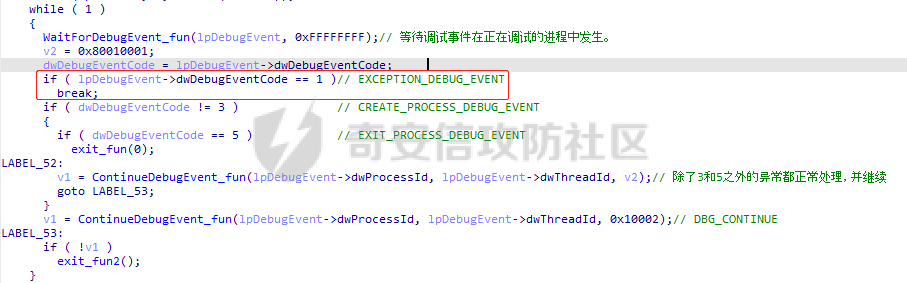 while ( 1 )
{
WaitForDebugEvent_fun(lpDebugEvent, 0xFFFFFFFF);// 等待调试事件在正在调试的进程中发生。
v2 = 0x80010001;
dwDebugEventCode = lpDebugEvent->dwDebugEventCode;
if ( lpDebugEvent->dwDebugEventCode == 1 )// EXCEPTION_DEBUG_EVENT
break;
if ( dwDebugEventCode != 3 ) // CREATE_PROCESS_DEBUG_EVENT
{
if ( dwDebugEventCode == 5 ) // EXIT_PROCESS_DEBUG_EVENT
exit_fun(0);
奇安信攻防社区
LABEL_52:
v1 = ContinueDebugEvent_fun(lpDebugEvent->dwProcessId, lpDebugEvent->dwThreadId, v2);// 除了3和5之外的异常都正常处理,并继续
goto LABEL_53;
}
v1 = ContinueDebugEvent_fun(lpDebugEvent->dwProcessId, lpDebugEvent->dwThreadId, 0x10002);// DBG_CONTINUE
LABEL_53:
if ( !v1 )
exit_fun2();
}